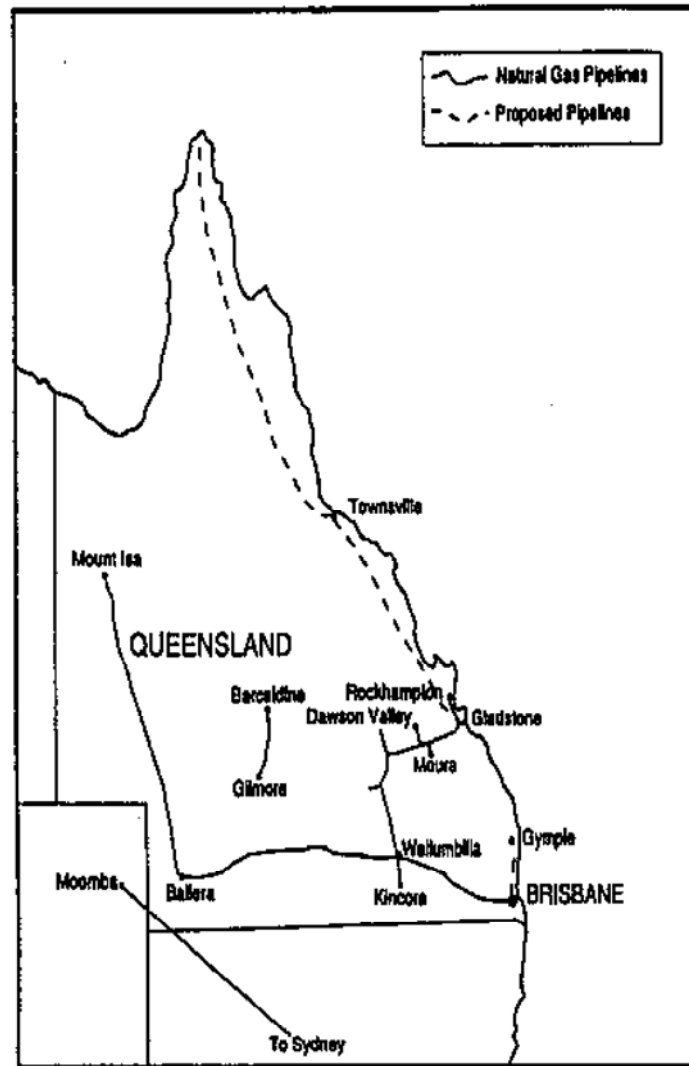 Natural Gas Pipelines
Proposed Pipelines
Townsville
Mount Isa
QUEENSLAND
Barcaldine
Rockhampton
Dawson Valley
Gladstone
Moura
Gilmore
Gympie
Wallumbilla
Moomba
Ballera
Kincora
BRISBANE
To Sydney